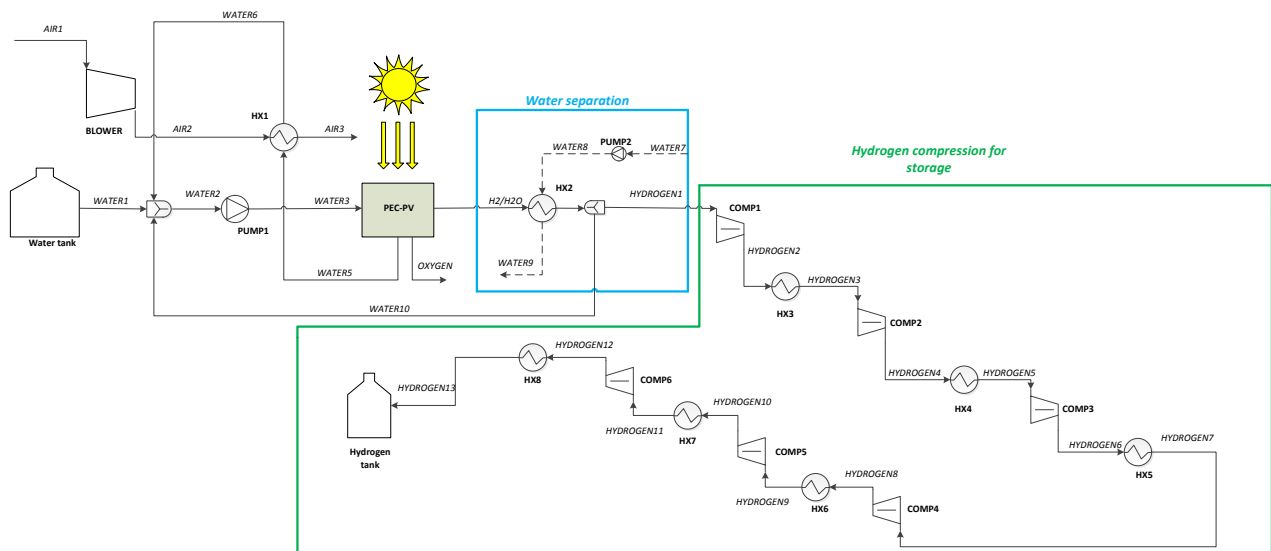 WATER6
AIR1
BLOWER
AIR2
HX1
AIR3
Water separation
WATER8
PUMP2
WATER7
HX2
Hydrogen compression for
storage
WATER1
WATER2
PUMP1
WATER3
PEC-PV
H2/H2O
HYDROGEN1
COMP1
Water tank
HYDROGEN2
WATER5
OXYGEN
WATER9
WATER10
HX3
HYDROGEN3
COMP2
HYDROGEN4
HX4
HYDROGEN5
COMP3
HYDROGEN6
HX5
HYDROGEN7
COMP4
HYDROGEN8
HX6
HYDROGEN9
COMP5
HYDROGEN10
HX7
HYDROGEN11
COMP6
HYDROGEN12
HX8
HYDROGEN13
Hydrogen
tank